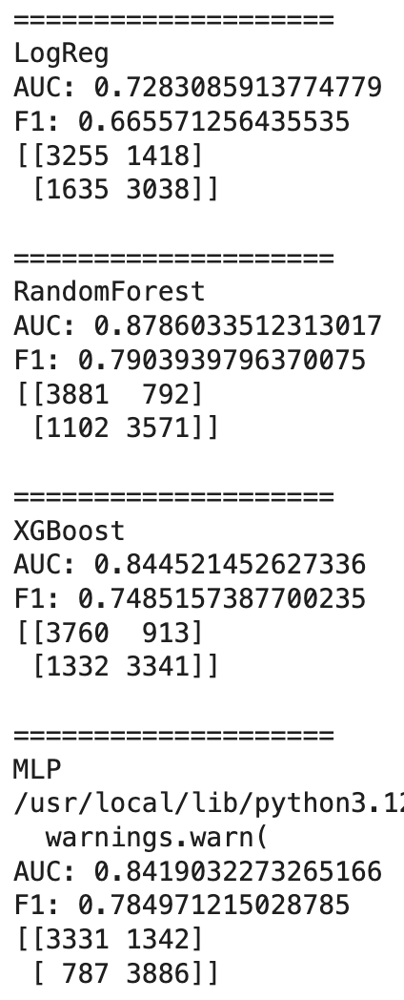 ====================
LogReg
AUC: 0.7283085913774779
F1: 0.665571256435535
[[3255 1418]
 [1635 3038]]
====================
RandomForest
AUC: 0.8786033512313017
F1: 0.7903939796370075
[[3881  792]
 [1102 3571]]
====================
XGBoost
AUC: 0.844521452627336
F1: 0.7485157387700235
[[3760  913]
 [1332 3341]]
====================
MLP
/usr/local/lib/python3.12
  warnings.warn(
AUC: 0.8419032273265166
F1: 0.784971215028785
[[3331 1342]
 [ 787 3886]]